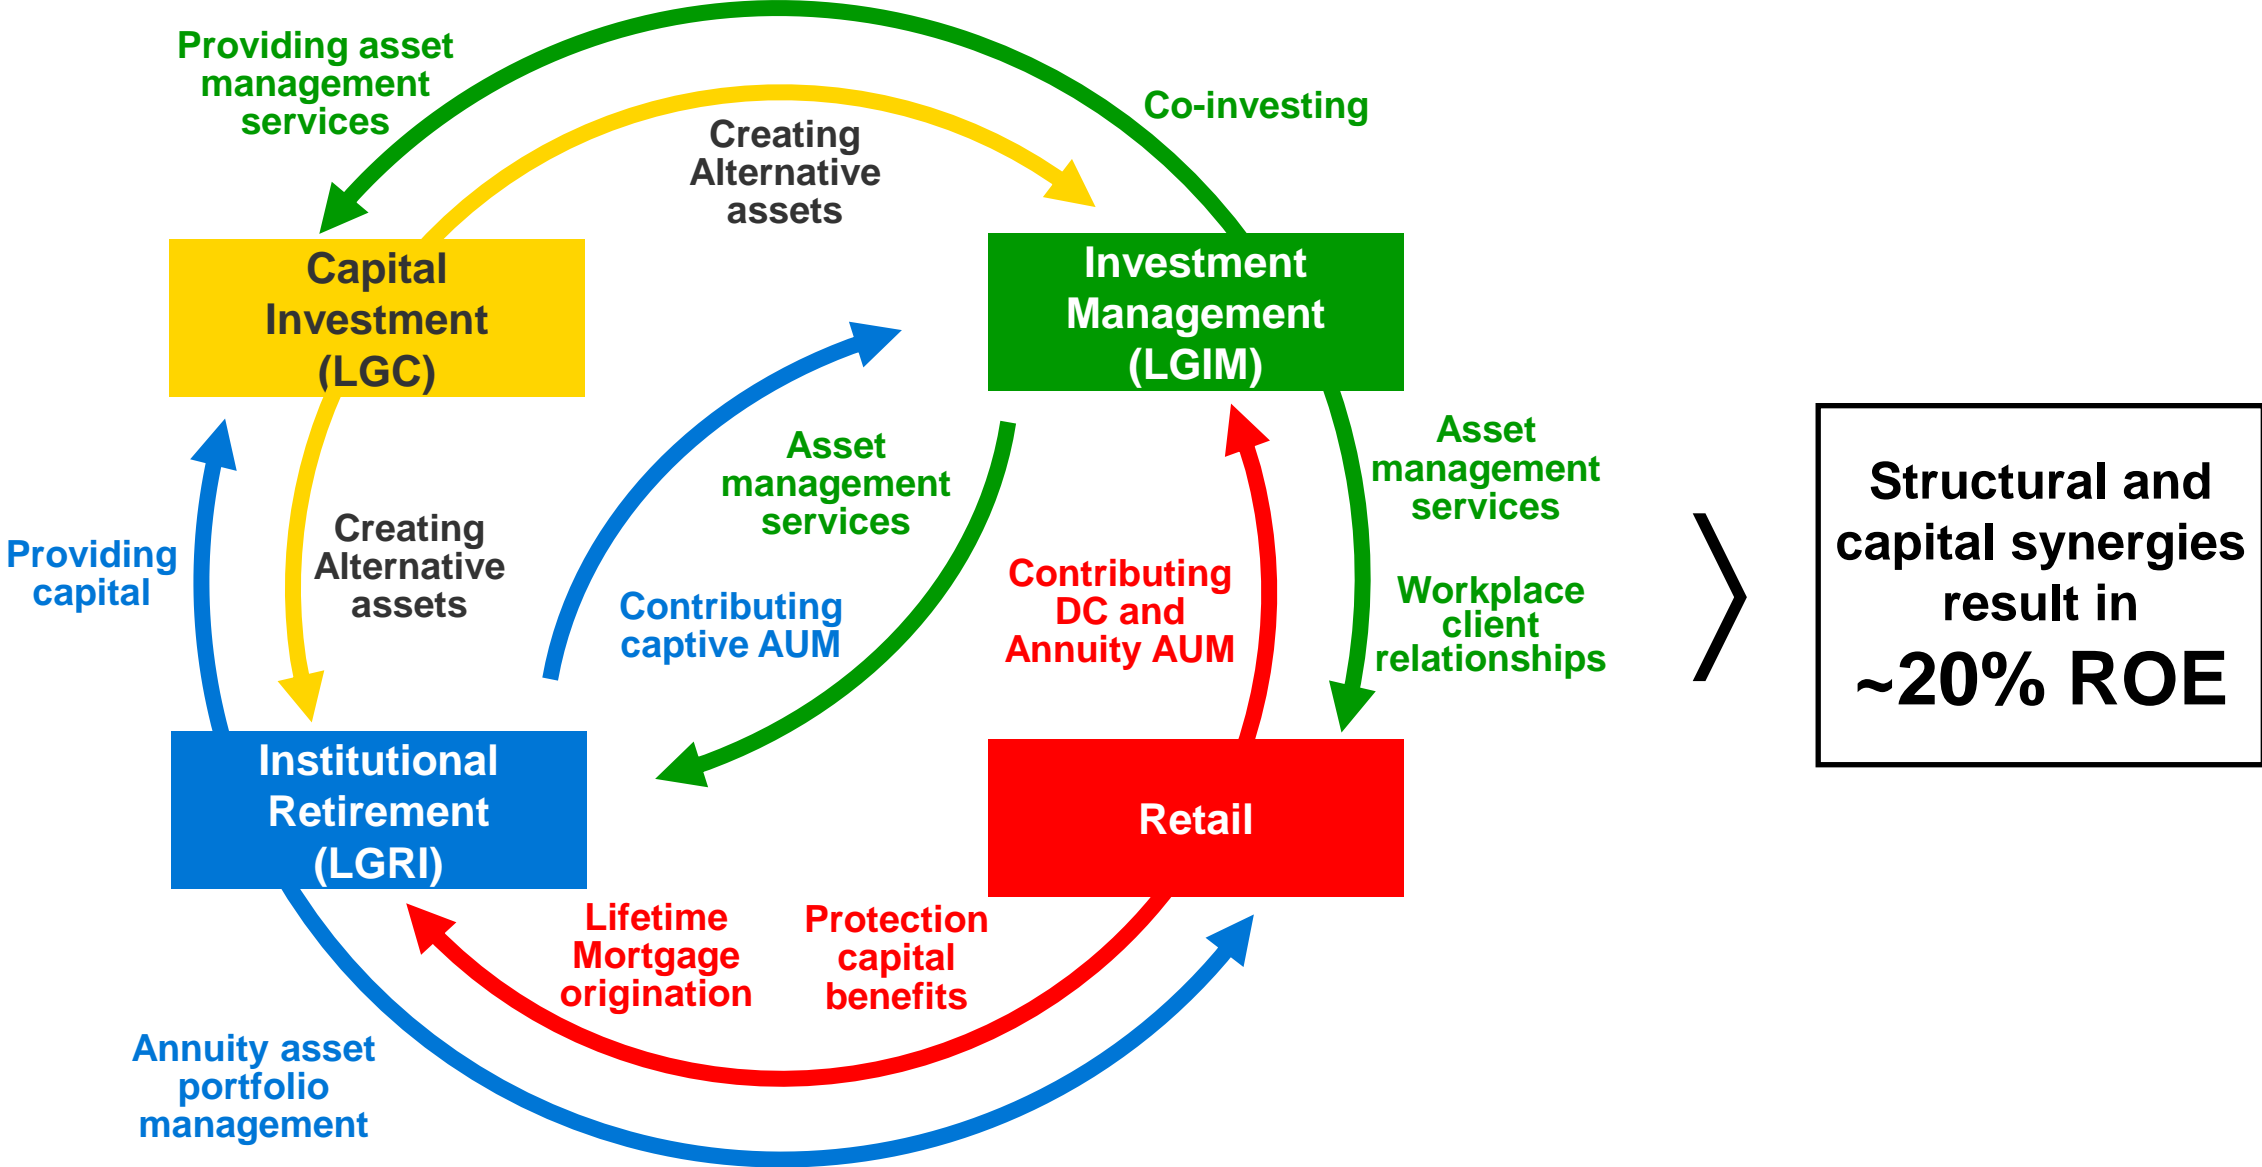 Providing asset
management
services
Co-investing
Creating
Alternative
assets
Capital
Investment
(LGC)
Investment
Management
(LGIM)
Asset
management
services
Asset
management
services
Providing
capital
Creating
Alternative
assets
Contributing
captive AUM
Contributing
DC and
Annuity AUM
Workplace
client
relationships
Structural and
capital synergies
result in
~20% ROE
Institutional
Retirement
(LGRI)
Retail
Lifetime
Mortgage
origination
Protection
capital
benefits
Annuity asset
portfolio
management